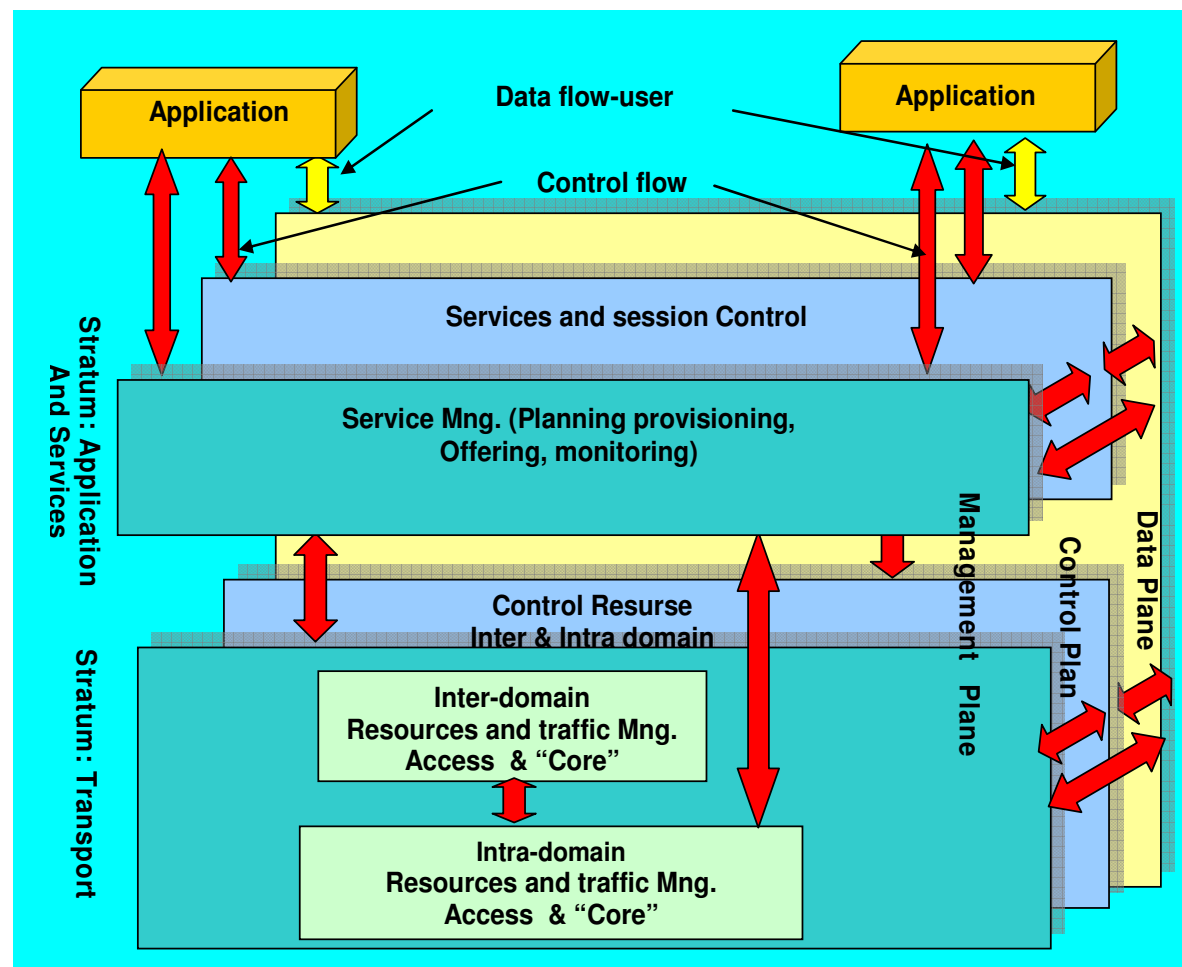 Application
Data flow-user
Application
Control flow
Services and session Control
Service Mng. (Planning provisioning,
Offering, monitoring)
Stratum: Application
And Services
Management Plane
Control Plan
Data Plane
Control Resurse
Inter & Intra domain
Inter-domain
Resources and traffic Mng.
Access & “Core”
Stratum: Transport
Intra-domain
Resources and traffic Mng.
Access & “Core”